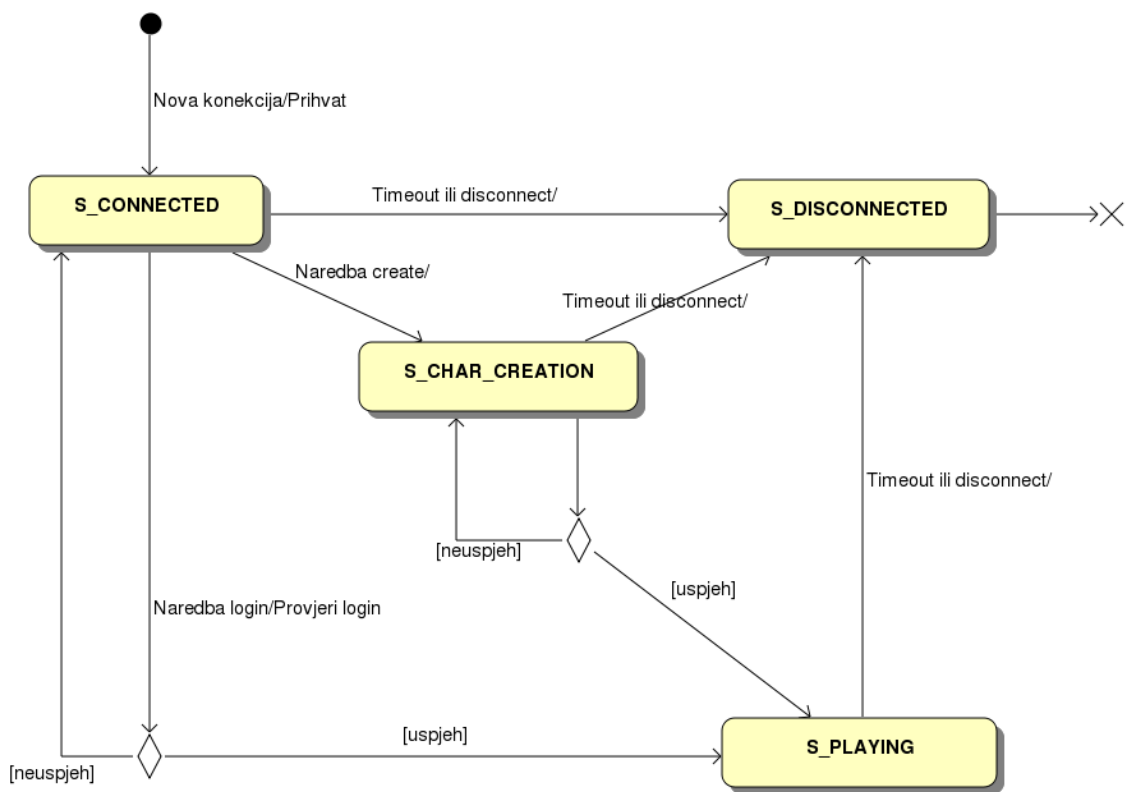 Nova konekcija/Prihvat
S_CONNECTED
Timeout ili disconnect/
S_DISCONNECTED
Naredba create/
Timeout ili disconnect/
S_CHAR_CREATION
Timeout ili disconnect/
[neuspjeh]
[uspjeh]
Naredba login/Provjeri login
[uspjeh]
S_PLAYING
[neuspjeh]